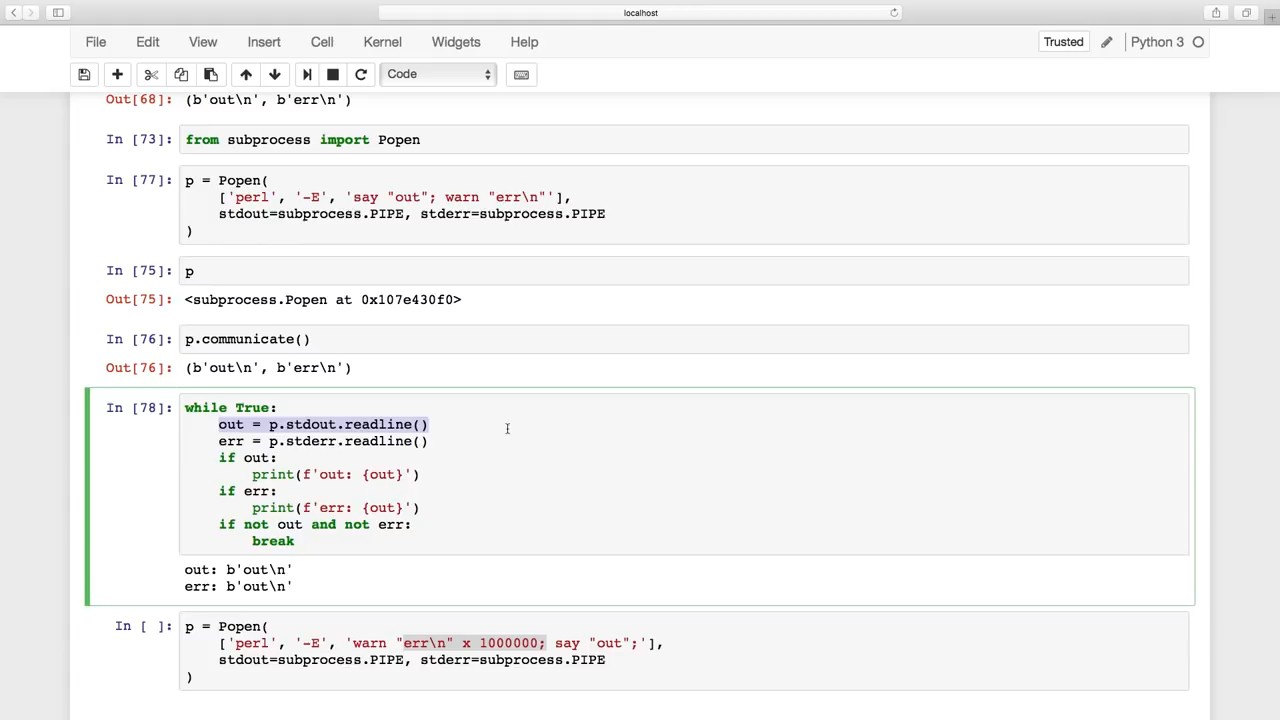 localhost
File Edit View Insert Cell Kernel Widgets Help Trusted Python 3
Code
Out[68]: (b'out\n', b'err\n')
In [73]: from subprocess import Popen
In [77]: p = Popen(
['perl', '-E', 'say "out"; warn "err\n"'],
stdout=subprocess.PIPE, stderr=subprocess.PIPE
)
In [75]: p
Out[75]: <subprocess.Popen at 0x107e430f0>
In [76]: p.communicate()
Out[76]: (b'out\n', b'err\n')
In [78]: while True:
out = p.stdout.readline()
err = p.stderr.readline()
if out:
print(f'out: {out}')
if err:
print(f'err: {out}')
if not out and not err:
break
out: b'out\n'
err: b'out\n'
In [ ]: p = Popen(
['perl', '-E', 'warn "err\n" x 1000000; say "out";'],
stdout=subprocess.PIPE, stderr=subprocess.PIPE
)